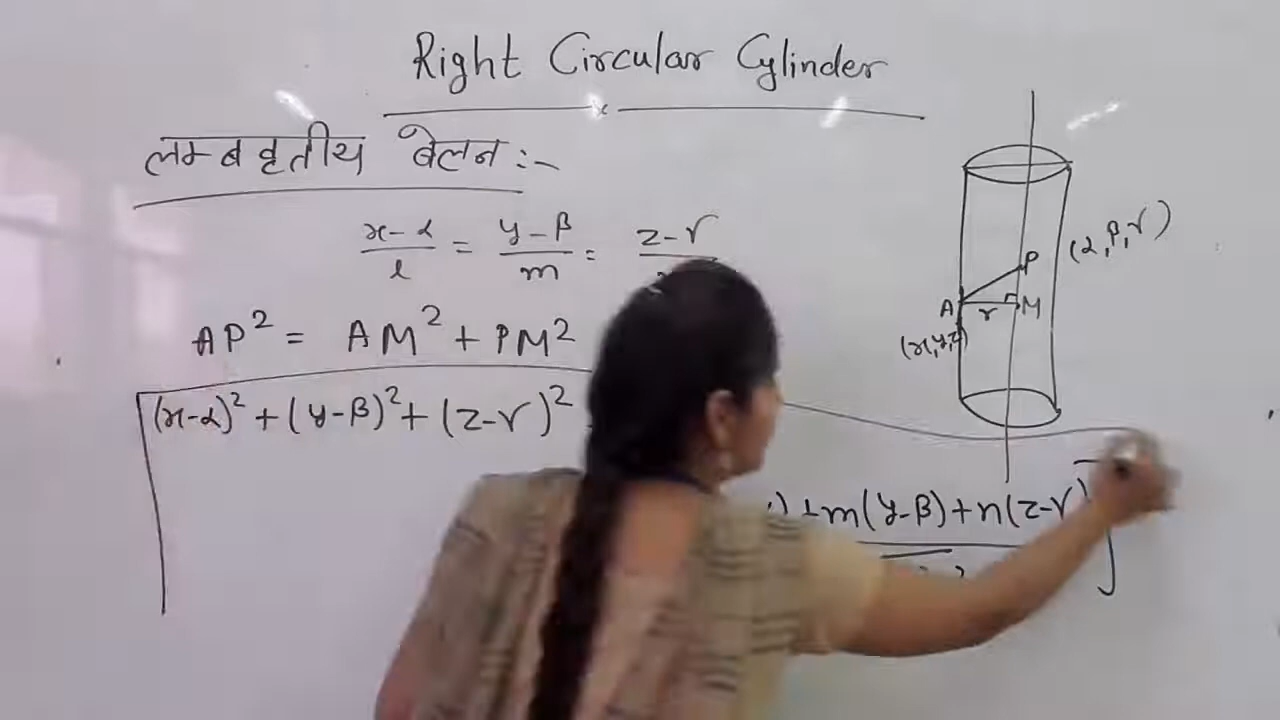 Right Circular Cylinder
लम्ब वृतीय बेलन :-
x-α/l = y-β/m = z-γ
AP² = AM² + PM²
(x-α)² + (y-β)² + (z-γ)²
) + m(y-β) + n(z-γ)
(α, β, γ)
P
A r M
(x, y, z)